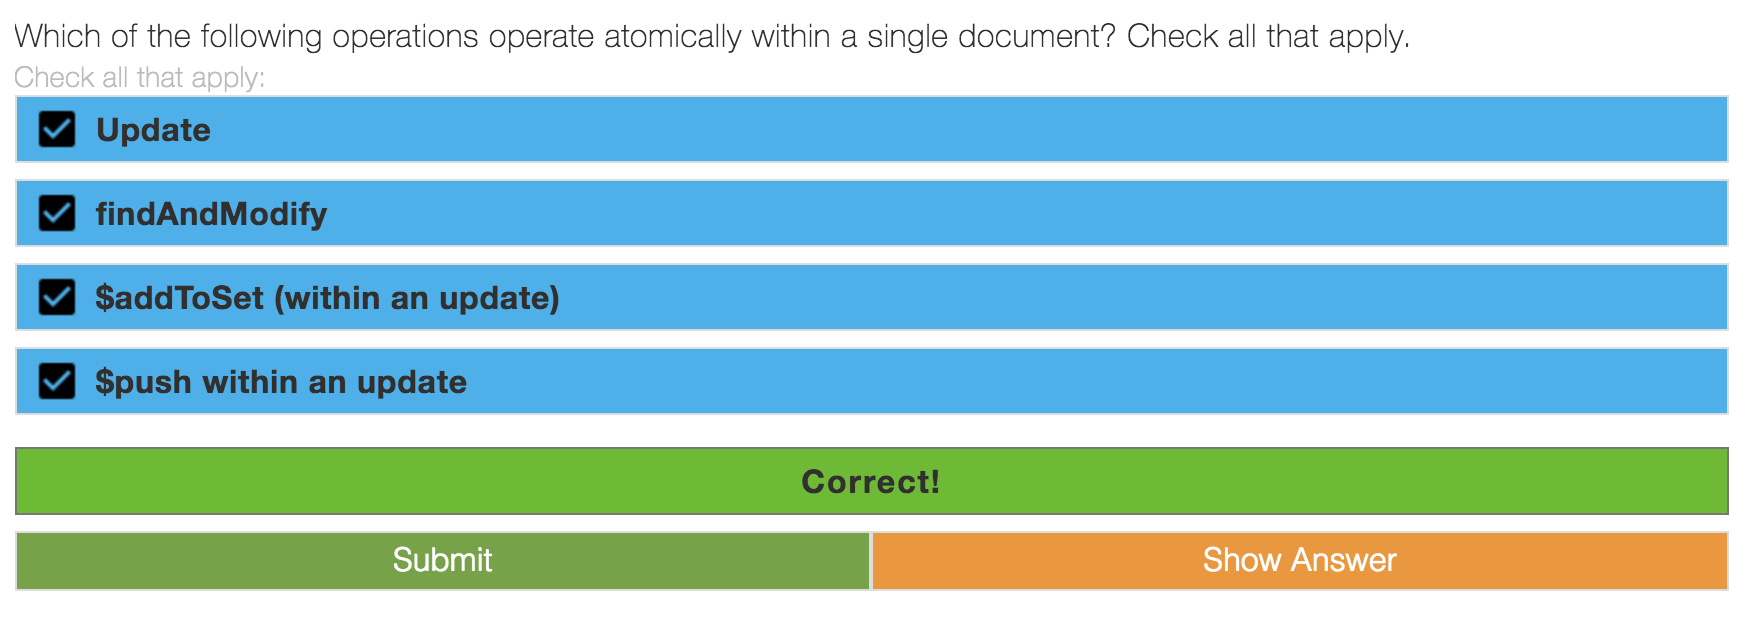 Which of the following operations operate atomically within a single document? Check all that apply.
Check all that apply:
Update
findAndModify
$addToSet (within an update)
$push within an update
Correct!
Submit
Show Answer